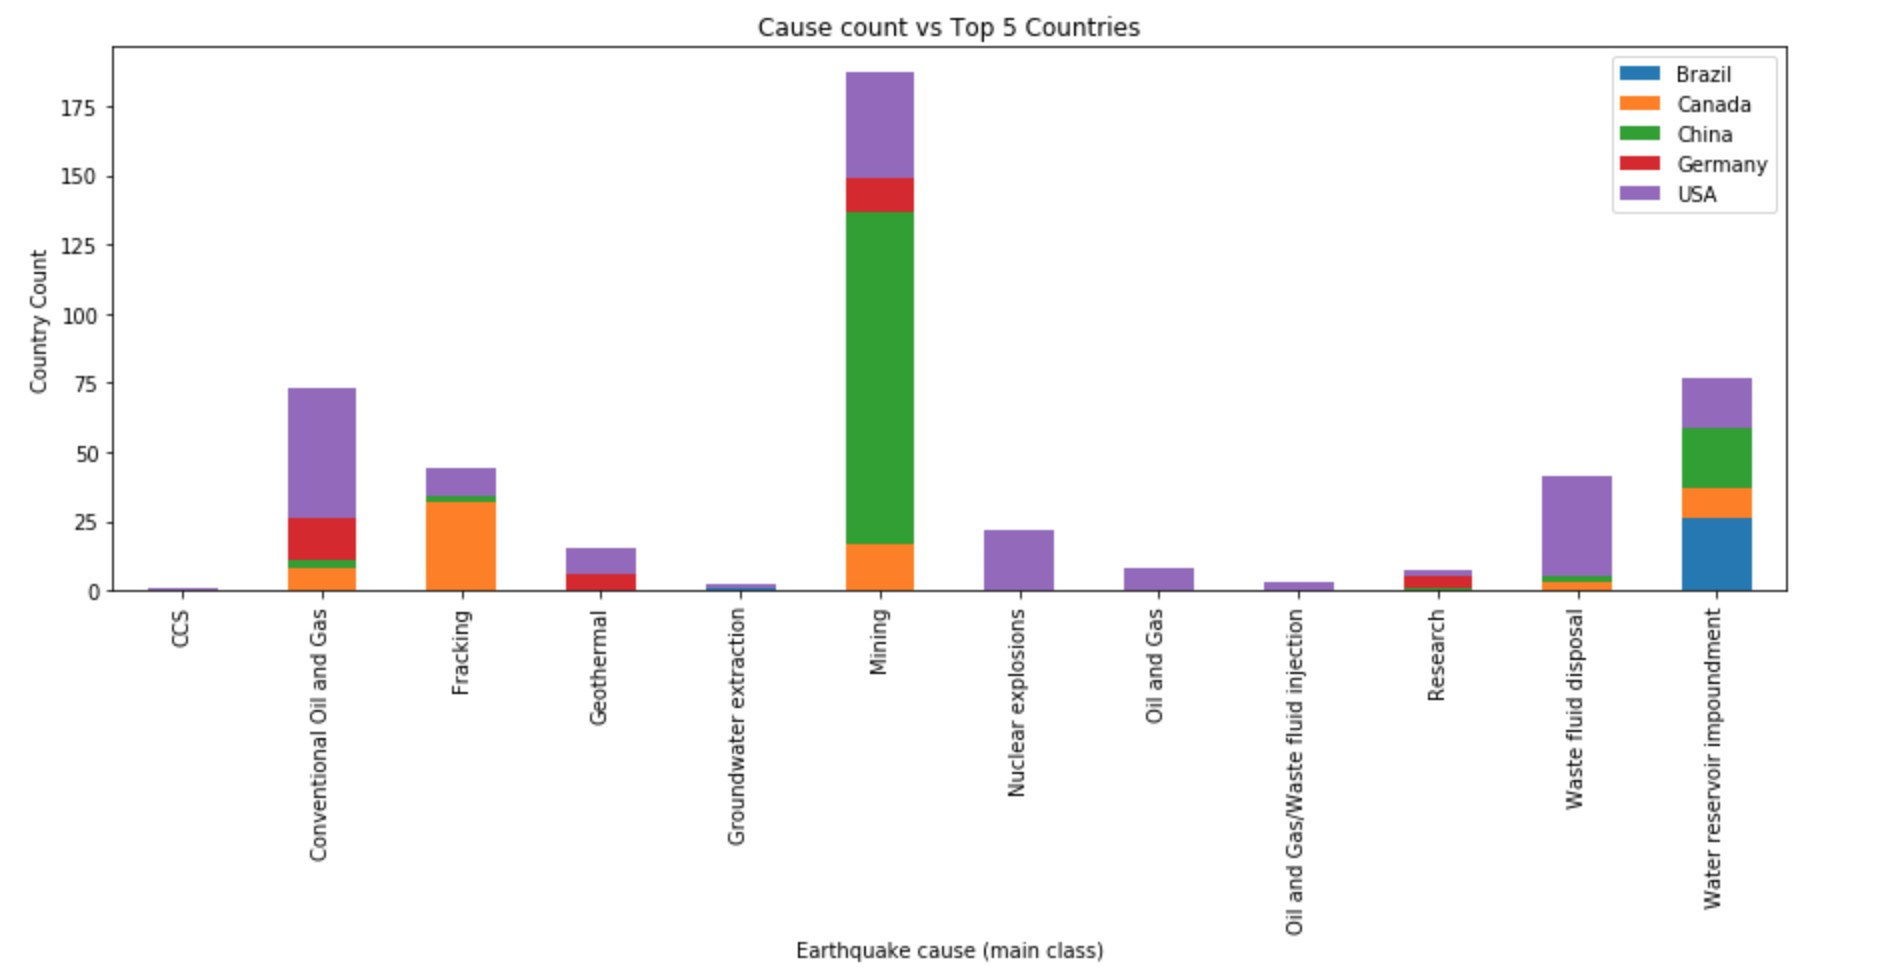 Cause count vs Top 5 Countries
Brazil
Canada
China
Germany
USA
Country Count
175
150
125
100
75
50
25
0
CCS
Conventional Oil and Gas
Fracking
Geothermal
Groundwater extraction
Mining
Nuclear explosions
Oil and Gas
Oil and Gas/Waste fluid injection
Research
Waste fluid disposal
Water reservoir impoundment
Earthquake cause (main class)